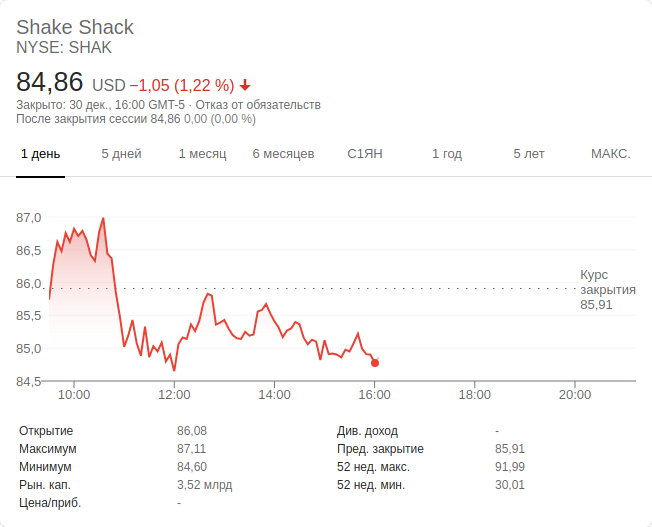 Shake Shack
NYSE: SHAK
84,86 USD −1,05 (1,22 %)
Закрыто: 30 дек., 16:00 GMT-5 · Отказ от обязательств
После закрытия сессии 84,86 0,00 (0,00 %)
1 день 5 дней 1 месяц 6 месяцев С1ЯН 1 год 5 лет МАКС.
87,0
86,5
86,0
85,5
85,0
84,5
Курс
закрытия
85,91
10:00 12:00 14:00 16:00 18:00 20:00
Открытие 86,08 Див. доход -
Максимум 87,11 Пред. закрытие 85,91
Минимум 84,60 52 нед. макс. 91,99
Рын. кап. 3,52 млрд 52 нед. мин. 30,01
Цена/приб. -